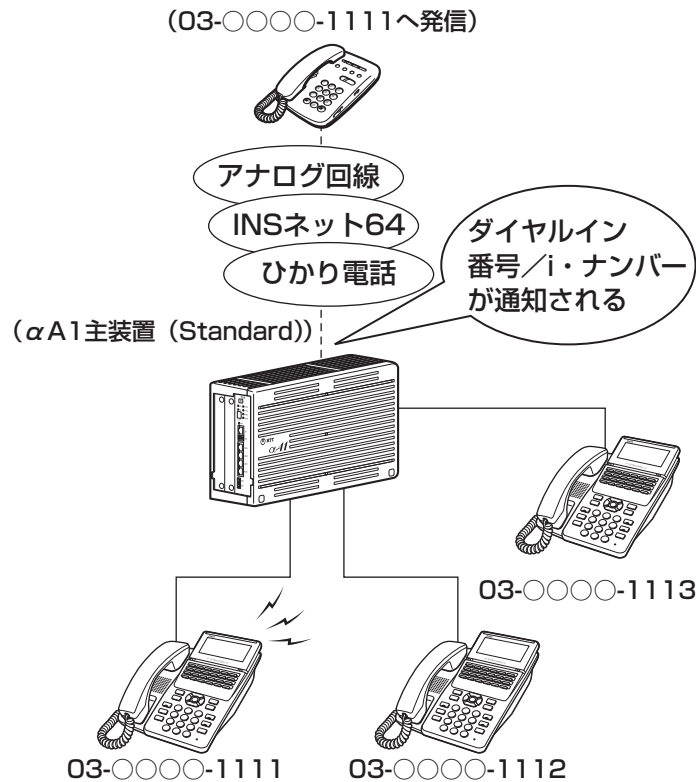 （03-○○○○-1111へ発信）
アナログ回線
INSネット64
ひかり電話
ダイヤルイン
番号／i・ナンバー
が通知される
（αA1主装置（Standard））
NTT
αA1
03-○○○○-1113
03-○○○○-1111
03-○○○○-1112